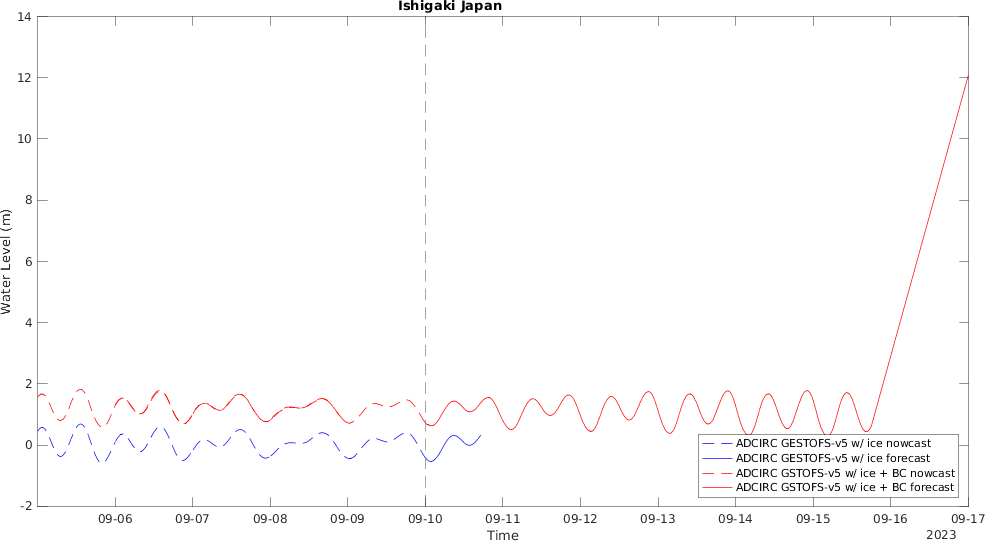 Ishigaki Japan
14
12
10
8
6
4
2
0
-2
Water Level (m)
09-06 09-07 09-08 09-09 09-10 09-11 09-12 09-13 09-14 09-15 09-16 09-17
Time
2023
ADCIRC GESTOFS-v5 w/ ice nowcast
ADCIRC GESTOFS-v5 w/ ice forecast
ADCIRC GSTOFS-v5 w/ ice + BC nowcast
ADCIRC GSTOFS-v5 w/ ice + BC forecast